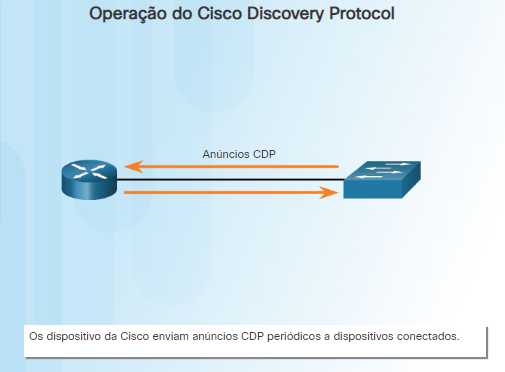 Operação do Cisco Discovery Protocol
Anúncios CDP
Os dispositivo da Cisco enviam anúncios CDP periódicos a dispositivos conectados.